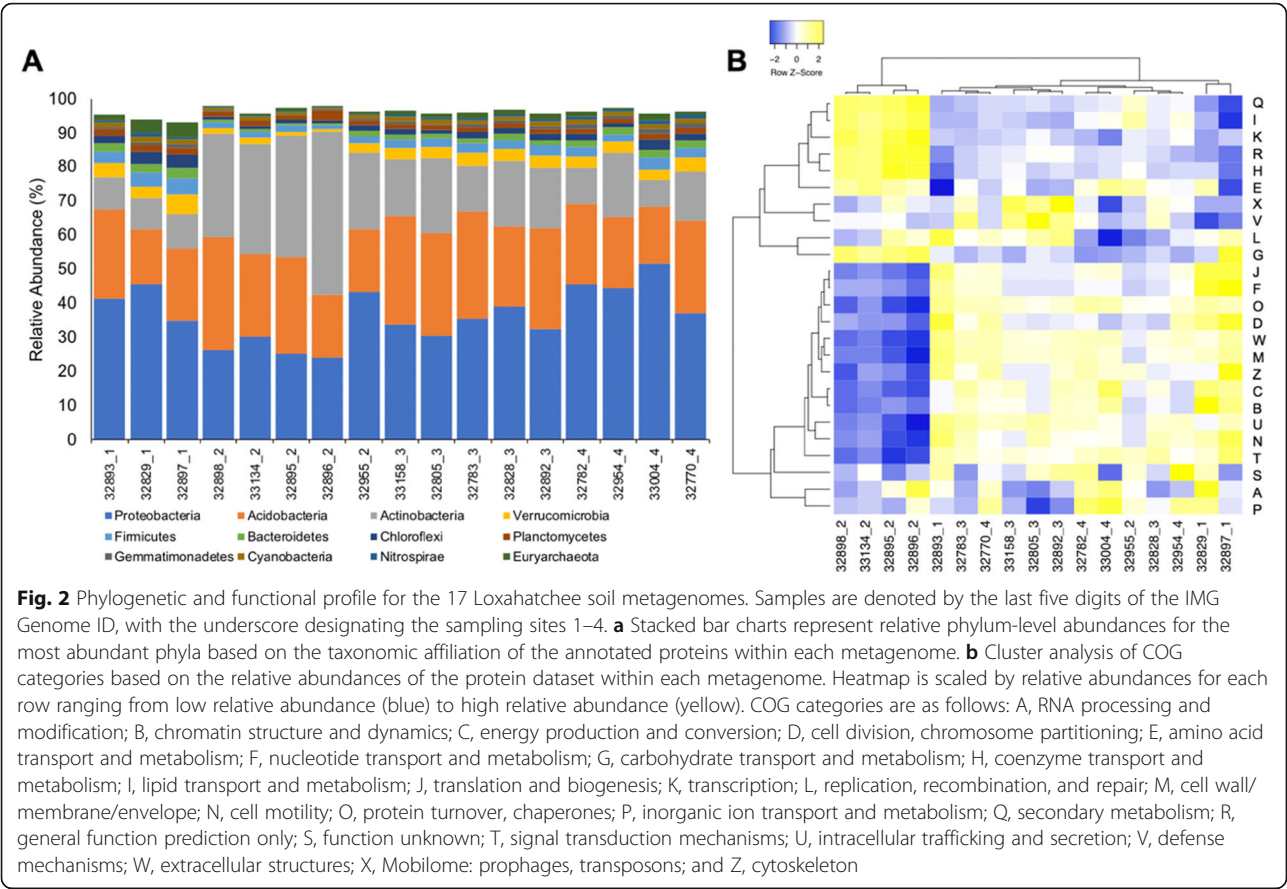 A
Relative Abundance (%)
100
90
80
70
60
50
40
30
20
10
0
32893_1
32829_1
32897_1
32898_2
33134_2
32895_2
32896_2
32955_2
33158_3
32805_3
32783_3
32828_3
32892_3
32782_4
32954_4
33004_4
32770_4
Proteobacteria Acidobacteria Actinobacteria Verrucomicrobia
Firmicutes Bacteroidetes Chloroflexi Planctomycetes
Gemmatimonadetes Cyanobacteria Nitrospirae Euryarchaeota
B
-2 0 2
Row Z-Score
Q
I
K
R
H
E
X
V
L
G
J
F
O
D
W
M
Z
C
B
U
N
T
S
A
P
32898_2
33134_2
32895_2
32896_2
32893_1
32783_3
32770_4
33158_3
32805_3
32892_3
32782_4
33004_4
32955_2
32828_3
32954_4
32829_1
32897_1
Fig. 2 Phylogenetic and functional profile for the 17 Loxahatchee soil metagenomes. Samples are denoted by the last five digits of the IMG
Genome ID, with the underscore designating the sampling sites 1–4. a Stacked bar charts represent relative phylum-level abundances for the
most abundant phyla based on the taxonomic affiliation of the annotated proteins within each metagenome. b Cluster analysis of COG
categories based on the relative abundances of the protein dataset within each metagenome. Heatmap is scaled by relative abundances for each
row ranging from low relative abundance (blue) to high relative abundance (yellow). COG categories are as follows: A, RNA processing and
modification; B, chromatin structure and dynamics; C, energy production and conversion; D, cell division, chromosome partitioning; E, amino acid
transport and metabolism; F, nucleotide transport and metabolism; G, carbohydrate transport and metabolism; H, coenzyme transport and
metabolism; I, lipid transport and metabolism; J, translation and biogenesis; K, transcription; L, replication, recombination, and repair; M, cell wall/
membrane/envelope; N, cell motility; O, protein turnover, chaperones; P, inorganic ion transport and metabolism; Q, secondary metabolism; R,
general function prediction only; S, function unknown; T, signal transduction mechanisms; U, intracellular trafficking and secretion; V, defense
mechanisms; W, extracellular structures; X, Mobilome: prophages, transposons; and Z, cytoskeleton